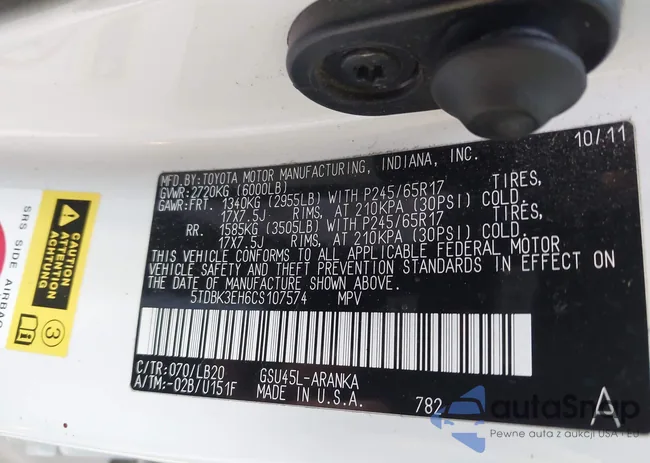 10/11
MFD.BY:TOYOTA MOTOR MANUFACTURING, INDIANA, INC.
GVWR:2720KG (6000LB)
GAWR:FRT. 1340KG (2955LB) WITH P245/65R17 TIRES,
17X7.5J RIMS, AT 210KPA (30PSI) COLD.
RR. 1585KG (3505LB) WITH P245/65R17 TIRES,
17X7.5J RIMS, AT 210KPA (30PSI) COLD.
THIS VEHICLE CONFORMS TO ALL APPLICABLE FEDERAL MOTOR
VEHICLE SAFETY AND THEFT PREVENTION STANDARDS IN EFFECT ON
THE DATE OF MANUFACTURE SHOWN ABOVE.
5TDBK3EH6CS107574 MPV
C/TR:070/LB20 GSU45L-ARANKA
A/TM:-02B/U151F MADE IN U.S.A. 782 A
SRS SIDE AIRBAG
CAUTION
ATTENTION
ACHTUNG
3
autoSnap
Pewne auta z aukcji USA i EU